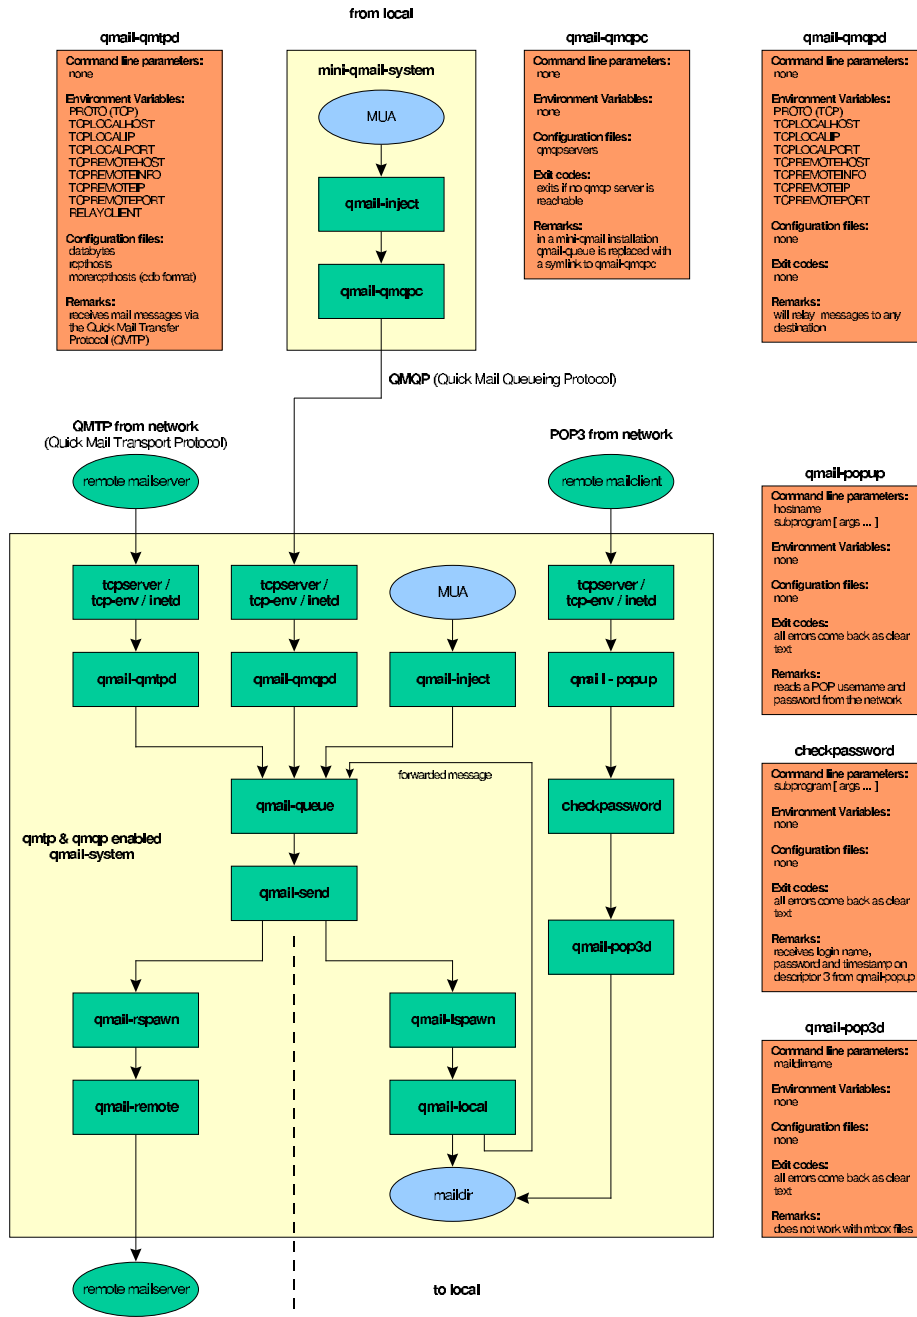 from local
qmail-qmtpd
Command line parameters:
none
Environment Variables:
PROTO (TCP)
TCPLOCALHOST
TCPLOCALIP
TCPLOCALPORT
TCPREMOTEHOST
TCPREMOTEINFO
TCPREMOTEIP
TCPREMOTEPORT
RELAYCLIENT
Configuration files:
databytes
rcpthosts
morercpthosts (cdb format)
Remarks:
receives mail messages via
the Quick Mail Transfer
Protocol (QMTP)
mini-qmail-system
MUA
qmail-inject
qmail-qmqpc
qmail-qmqpc
Command line parameters:
none
Environment Variables:
none
Configuration files:
qmqpservers
Exit codes:
exits if no qmqp server is
reachable
Remarks:
in a mini-qmail installation
qmail-queue is replaced with
a symlink to qmail-qmqpc
qmail-qmqpd
Command line parameters:
none
Environment Variables:
PROTO (TCP)
TCPLOCALHOST
TCPLOCALIP
TCPLOCALPORT
TCPREMOTEHOST
TCPREMOTEINFO
TCPREMOTEIP
TCPREMOTEPORT
Configuration files:
none
Exit codes:
none
Remarks:
will relay messages to any
destination
QMQP (Quick Mail Queueing Protocol)
QMTP from network
(Quick Mail Transport Protocol)
remote mailserver
POP3 from network
remote mailclient
tcpserver /
tcp-env / inetd
tcpserver /
tcp-env / inetd
MUA
tcpserver /
tcp-env / inetd
qmail-qmtpd
qmail-qmqpd
qmail-inject
qmail - popup
forwarded message
qmail-queue
checkpassword
qmtp & qmqp enabled
qmail-system
qmail-send
qmail-pop3d
qmail-rspawn
qmail-lspawn
qmail-remote
qmail-local
maildir
remote mailserver
to local
qmail-popup
Command line parameters:
hostname
subprogram [ args ... ]
Environment Variables:
none
Configuration files:
none
Exit codes:
all errors come back as clear
text
Remarks:
reads a POP username and
password from the network
checkpassword
Command line parameters:
subprogram [ args ... ]
Environment Variables:
none
Configuration files:
none
Exit codes:
all errors come back as clear
text
Remarks:
receives login name,
password and timestamp on
descriptor 3 from qmail-popup
qmail-pop3d
Command line parameters:
maildirname
Environment Variables:
none
Configuration files:
none
Exit codes:
all errors come back as clear
text
Remarks:
does not work with mbox files